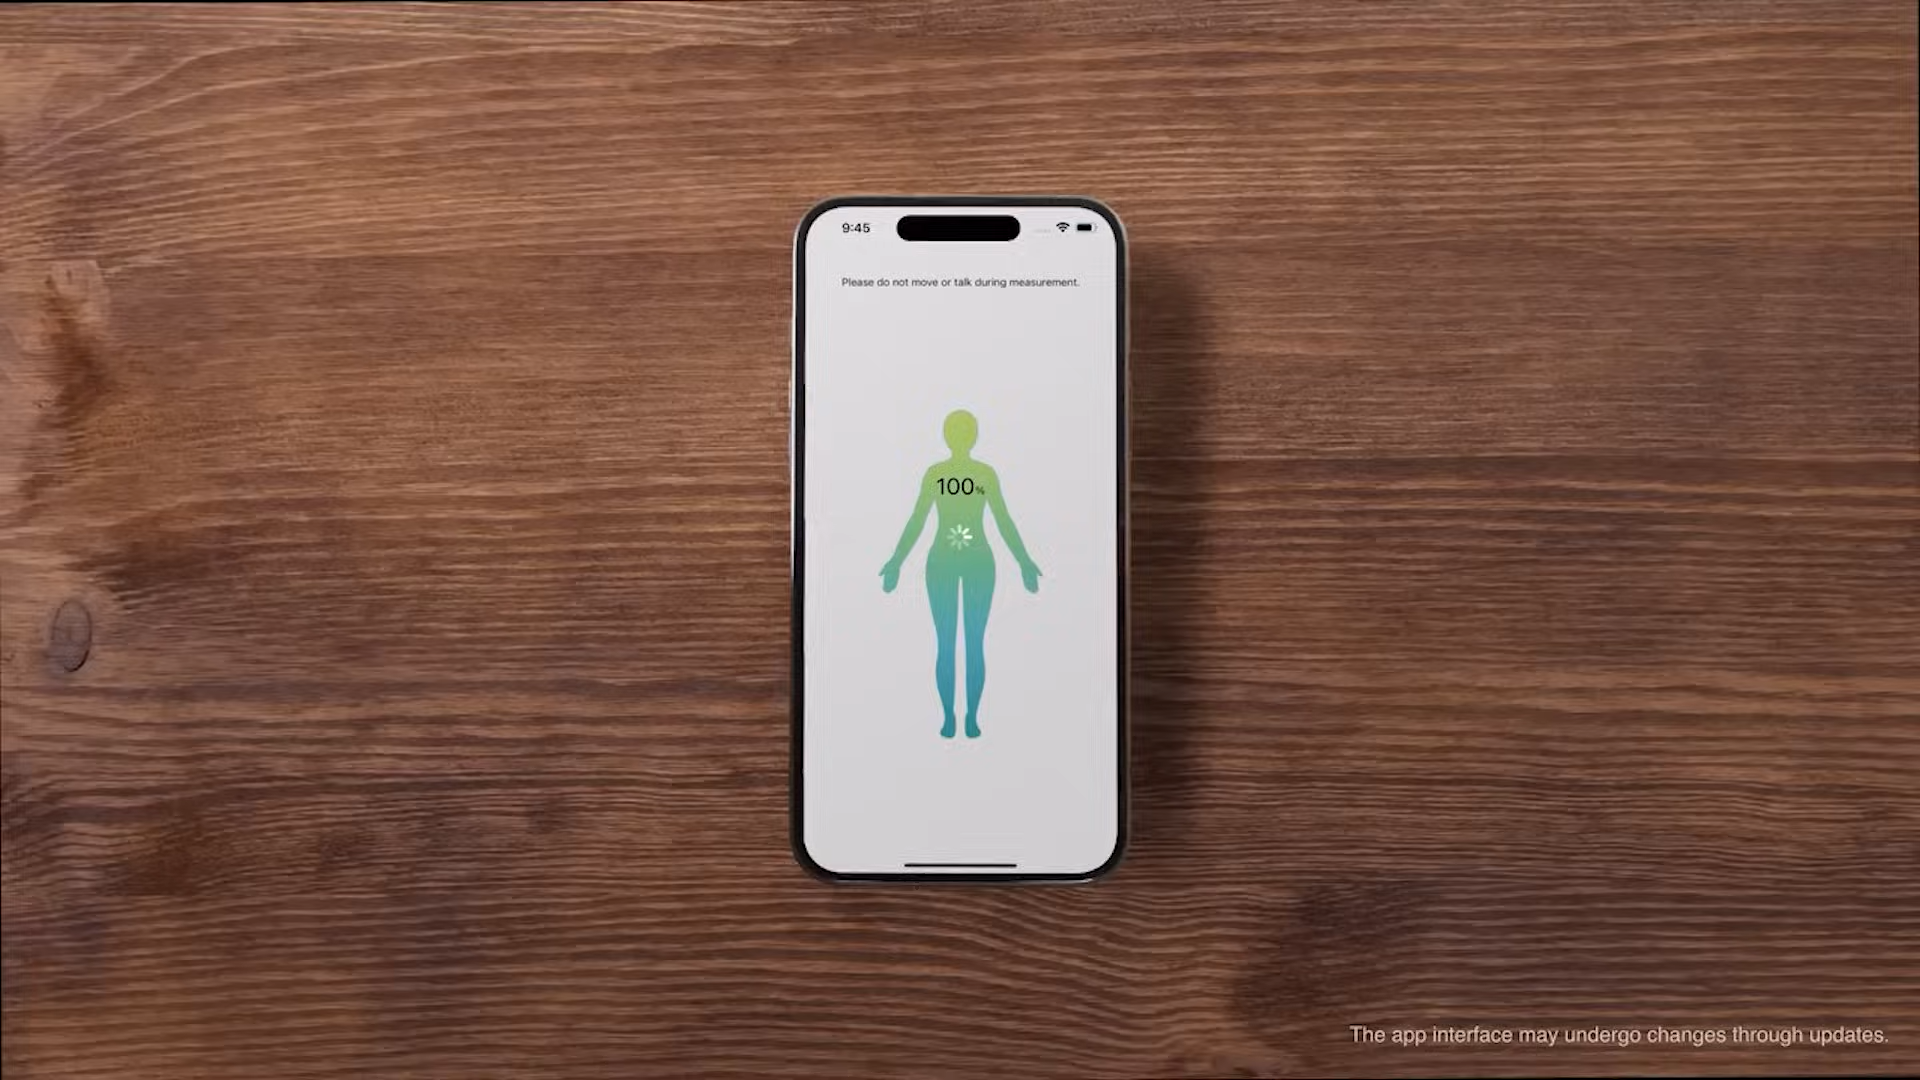 9:45
Please do not move or talk during measurement.
100%
The app interface may undergo changes through updates.